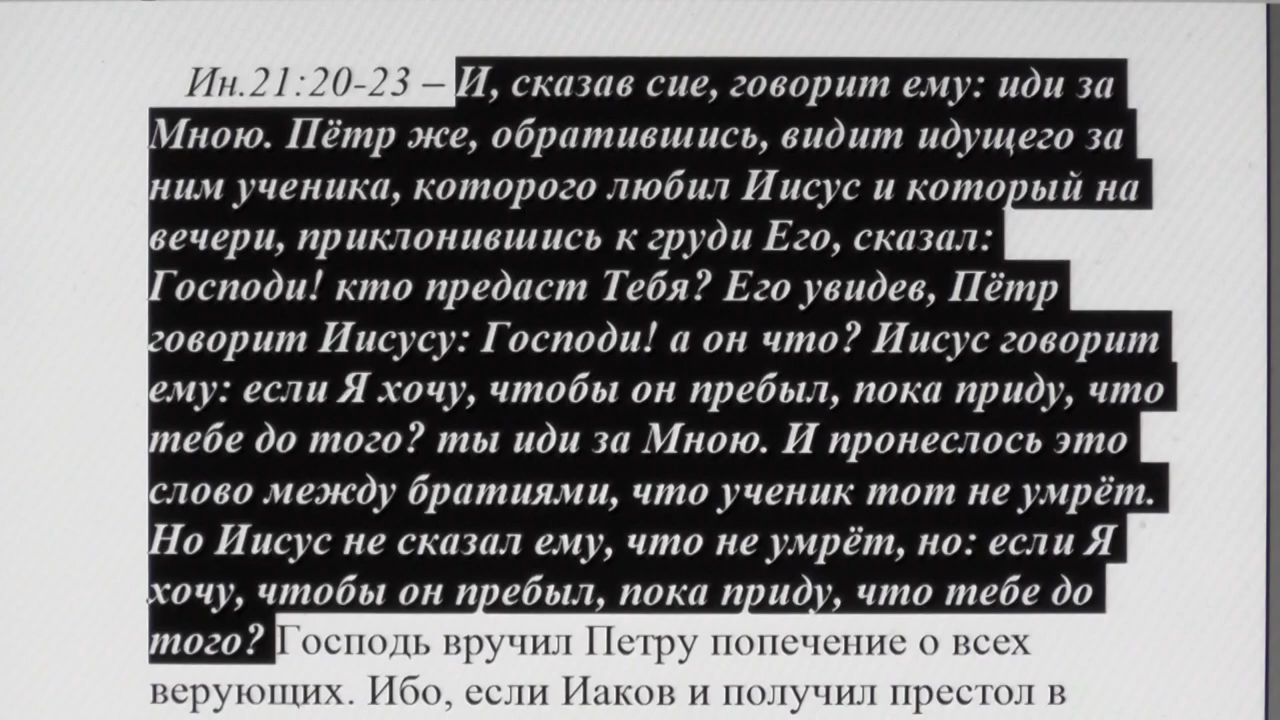 Ин.21:20-23 – И, сказав сие, говорит ему: иди за
Мною. Пётр же, обратившись, видит идущего за
ним ученика, которого любил Иисус и который на
вечери, приклонившись к груди Его, сказал:
Господи! кто предаст Тебя? Его увидев, Пётр
говорит Иисусу: Господи! а он что? Иисус говорит
ему: если Я хочу, чтобы он пребыл, пока приду, что
тебе до того? ты иди за Мною. И пронеслось это
слово между братиями, что ученик тот не умрёт.
Но Иисус не сказал ему, что не умрёт, но: если Я
хочу, чтобы он пребыл, пока приду, что тебе до
того? Господь вручил Петру попечение о всех
верующих. Ибо, если Иаков и получил престол в